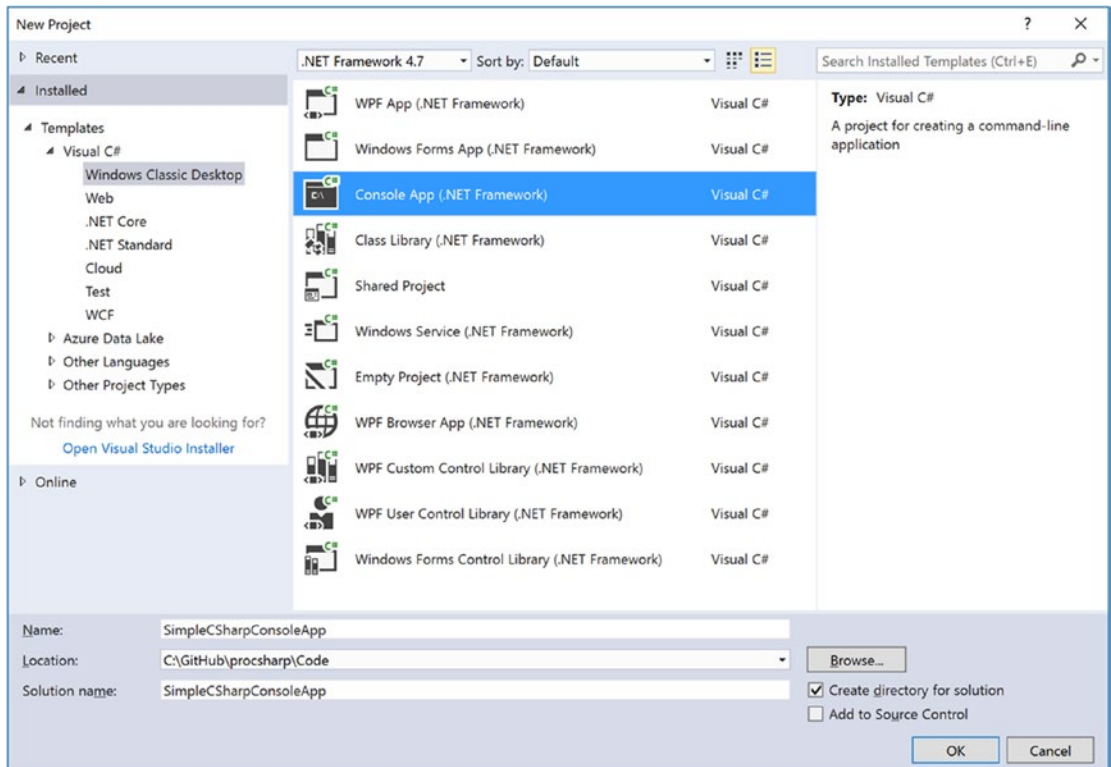 New Project
?
Recent
.NET Framework 4.7
Sort by: Default
Search Installed Templates (Ctrl+E)
Installed
Templates
Visual C#
Windows Classic Desktop
Web
.NET Core
.NET Standard
Cloud
Test
WCF
Azure Data Lake
Other Languages
Other Project Types
Not finding what you are looking for?
Open Visual Studio Installer
Online
WPF App (.NET Framework) Visual C#
Windows Forms App (.NET Framework) Visual C#
Console App (.NET Framework) Visual C#
Class Library (.NET Framework) Visual C#
Shared Project Visual C#
Windows Service (.NET Framework) Visual C#
Empty Project (.NET Framework) Visual C#
WPF Browser App (.NET Framework) Visual C#
WPF Custom Control Library (.NET Framework) Visual C#
WPF User Control Library (.NET Framework) Visual C#
Windows Forms Control Library (.NET Framework) Visual C#
Type: Visual C#
A project for creating a command-line
application
Name: SimpleCSharpConsoleApp
Location: C:\GitHub\procsharp\Code
Browse...
Solution name: SimpleCSharpConsoleApp
Create directory for solution
Add to Source Control
OK
Cancel